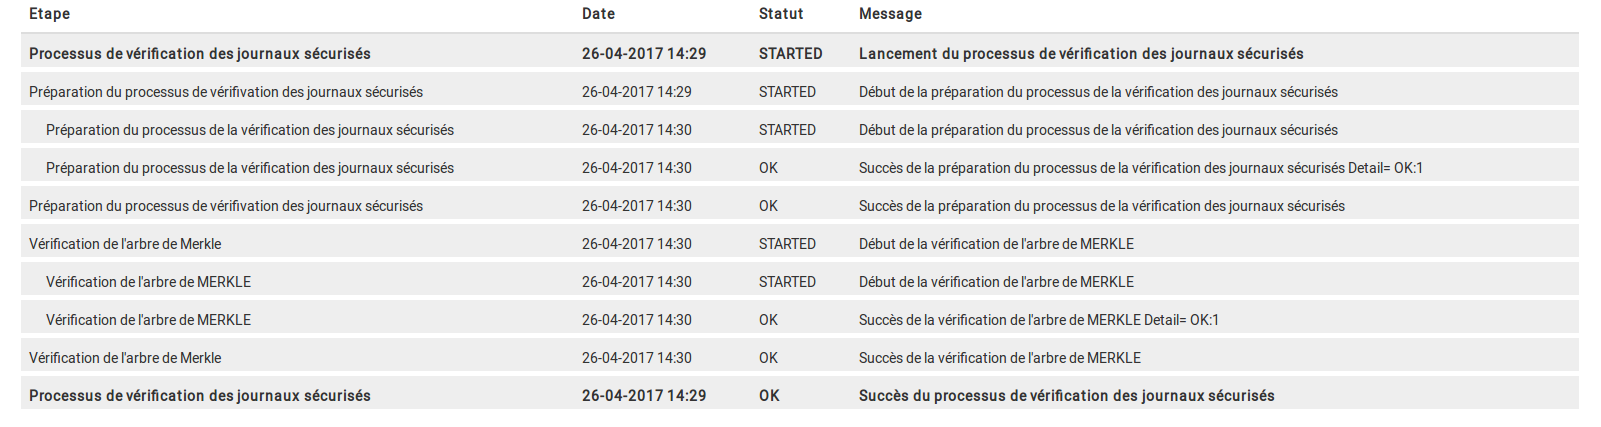 Etape Date Statut Message
Processus de vérification des journaux sécurisés 26-04-2017 14:29 STARTED Lancement du processus de vérification des journaux sécurisés
Préparation du processus de vérifivation des journaux sécurisés 26-04-2017 14:29 STARTED Début de la préparation du processus de la vérification des journaux sécurisés
Préparation du processus de la vérification des journaux sécurisés 26-04-2017 14:30 STARTED Début de la préparation du processus de la vérification des journaux sécurisés
Préparation du processus de la vérification des journaux sécurisés 26-04-2017 14:30 OK Succès de la préparation du processus de la vérification des journaux sécurisés Detail= OK:1
Préparation du processus de vérifivation des journaux sécurisés 26-04-2017 14:30 OK Succès de la préparation du processus de la vérification des journaux sécurisés
Vérification de l'arbre de Merkle 26-04-2017 14:30 STARTED Début de la vérification de l'arbre de MERKLE
Vérification de l'arbre de MERKLE 26-04-2017 14:30 STARTED Début de la vérification de l'arbre de MERKLE
Vérification de l'arbre de MERKLE 26-04-2017 14:30 OK Succès de la vérification de l'arbre de MERKLE Detail= OK:1
Vérification de l'arbre de Merkle 26-04-2017 14:30 OK Succès de la vérification de l'arbre de MERKLE
Processus de vérification des journaux sécurisés 26-04-2017 14:29 OK Succès du processus de vérification des journaux sécurisés